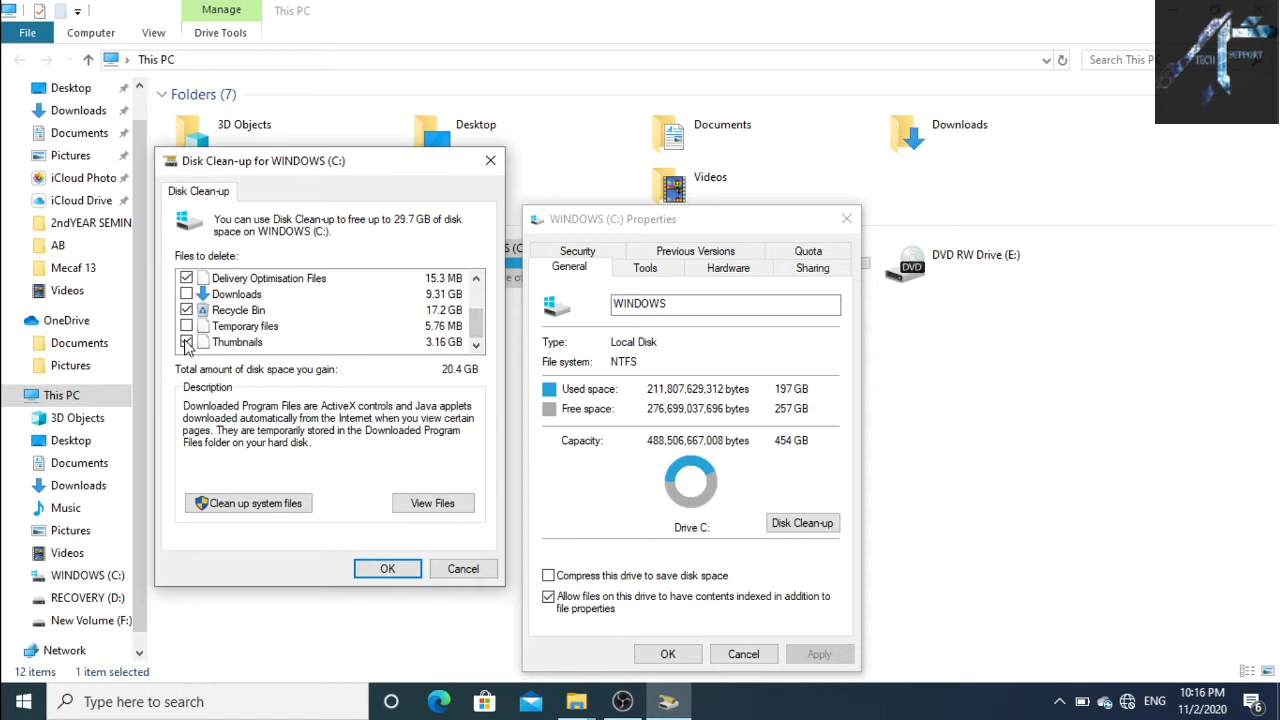 Manage
This PC
File
Computer
View
Drive Tools
This PC
Search This P
TECH SUPPORT
Desktop
Downloads
Documents
Pictures
iCloud Photo
iCloud Drive
2ndYEAR SEMIN
AB
Mecaf 13
Videos
OneDrive
Documents
Pictures
This PC
3D Objects
Desktop
Documents
Downloads
Music
Pictures
Videos
WINDOWS (C:)
RECOVERY (D:)
New Volume (F:)
Network
12 items
1 item selected
Folders (7)
3D Objects
Desktop
Documents
Downloads
Videos
DVD RW Drive (E:)
DVD
Disk Clean-up for WINDOWS (C:)
Disk Clean-up
You can use Disk Clean-up to free up to 29.7 GB of disk
space on WINDOWS (C:).
Files to delete:
Delivery Optimisation Files 15.3 MB
Downloads 9.31 GB
Recycle Bin 17.2 GB
Temporary files 5.76 MB
Thumbnails 3.16 GB
Total amount of disk space you gain: 20.4 GB
Description
Downloaded Program Files are ActiveX controls and Java applets
downloaded automatically from the Internet when you view certain
pages. They are temporarily stored in the Downloaded Program
Files folder on your hard disk.
Clean up system files
View Files
OK
Cancel
WINDOWS (C:) Properties
Security
Previous Versions
Quota
General
Tools
Hardware
Sharing
WINDOWS
Type: Local Disk
File system: NTFS
Used space: 211,807,629,312 bytes 197 GB
Free space: 276,699,037,696 bytes 257 GB
Capacity: 488,506,667,008 bytes 454 GB
Drive C:
Disk Clean-up
Compress this drive to save disk space
Allow files on this drive to have contents indexed in addition to
file properties
OK
Cancel
Apply
Type here to search
ENG
10:16 PM
11/2/2020
6